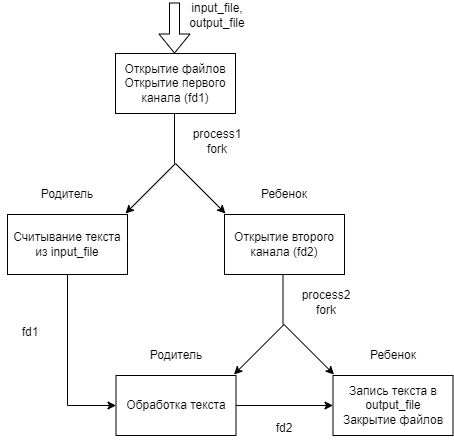 input_file,
output_file
Открытие файлов
Открытие первого
канала (fd1)
process1
fork
Родитель
Ребенок
Считывание текста
из input_file
Открытие второго
канала (fd2)
process2
fork
fd1
Родитель
Ребенок
Обработка текста
fd2
Запись текста в
output_file
Закрытие файлов